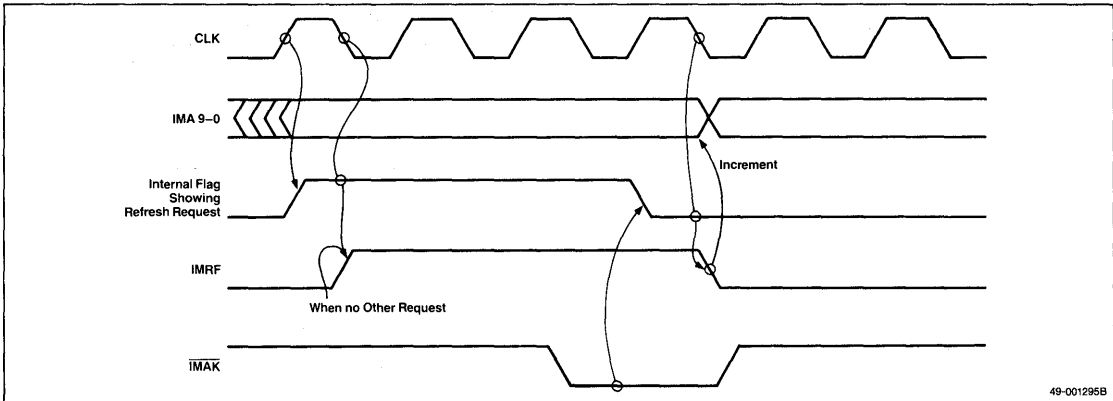 CLK
IMA 9–0
Increment
Internal Flag
Showing
Refresh Request
IMRF
When no Other Request
IMAK
49-001295B